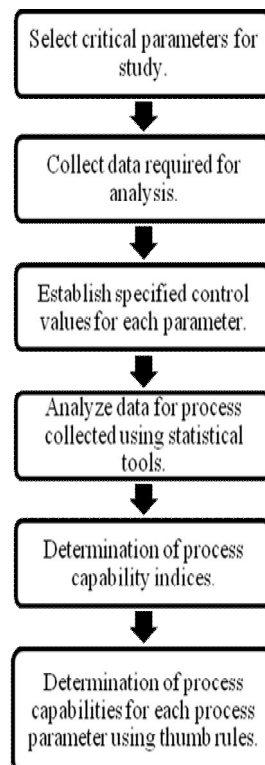 Select critical parameters for
study.
Collect data required for
analysis.
Establish specified control
values for each parameter.
Analyze data for process
collected using statistical
tools.
Determination of process
capability indices.
Determination of process
capabilities for each process
parameter using thumb rules.